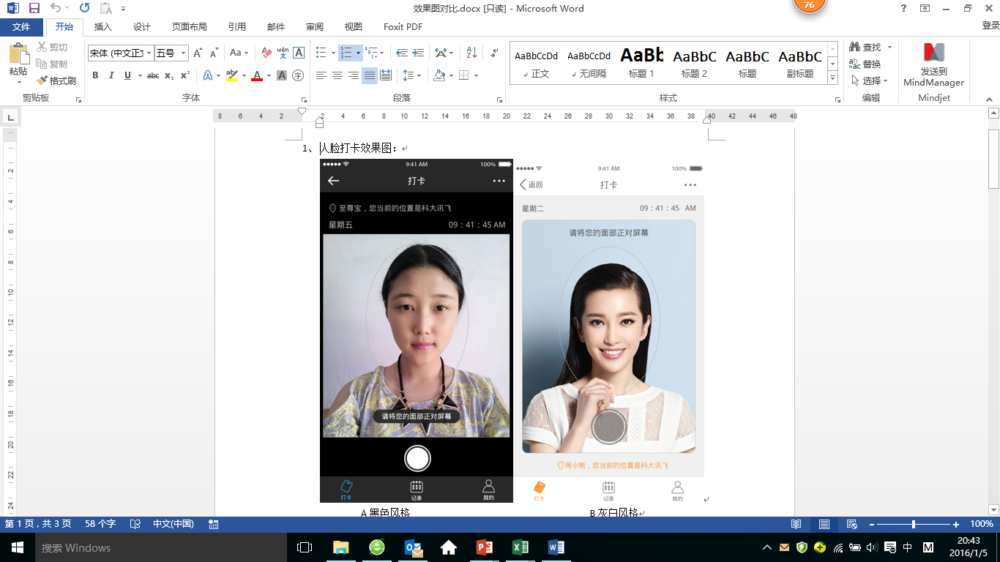 效果图对比.docx [只读] - Microsoft Word
76
文件 开始 插入 设计 页面布局 引用 邮件 审阅 视图 Foxit PDF 登录
粘贴
剪切
复制
格式刷
剪贴板
宋体 (中文正文 五号
字体
段落
AaBbCcDd AaBbCcDd AaBb AaBbC AaBbC AaBbC
正文 无间隔 标题 1 标题 2 标题 副标题
样式
查找
替换
选择
编辑
发送到
MindManager
Mindjet
8 6 4 2 2 4 6 8 10 12 14 16 18 20 22 24 26 28 30 32 34 36 38 40 42 44 46 48
2
4
6
8
10
12
14
16
18
20
22
24
1、人脸打卡效果图：
9:41 AM 100%
打卡
至尊宝，您当前的位置是科大讯飞
星期五 09：41：45 AM
请将您的面部正对屏幕
打卡 记录 我的
9:41 AM 100%
返回 打卡
星期二 09：41：45 AM
请将您的面部正对屏幕
周小熊，您当前的位置是科大讯飞
打卡 记录 我的
A 黑色风格 B 灰白风格
第 1 页，共 3 页 58 个字 中文(中国) 100%
搜索 Windows
中 M
20:43
2016/1/5